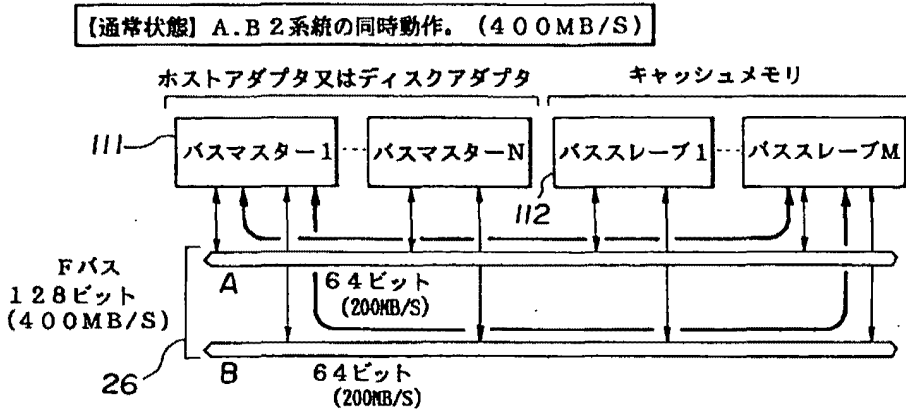 【通常状態】A.B2系統の同時動作。(400MB/S)
ホストアダプタ又はディスクアダプタ
キャッシュメモリ
111
バスマスター1
バスマスターN
バススレーブ1
バススレーブM
112
Fバス
128ビット
(400MB/S)
A
64ビット
(200MB/S)
26
B
64ビット
(200MB/S)